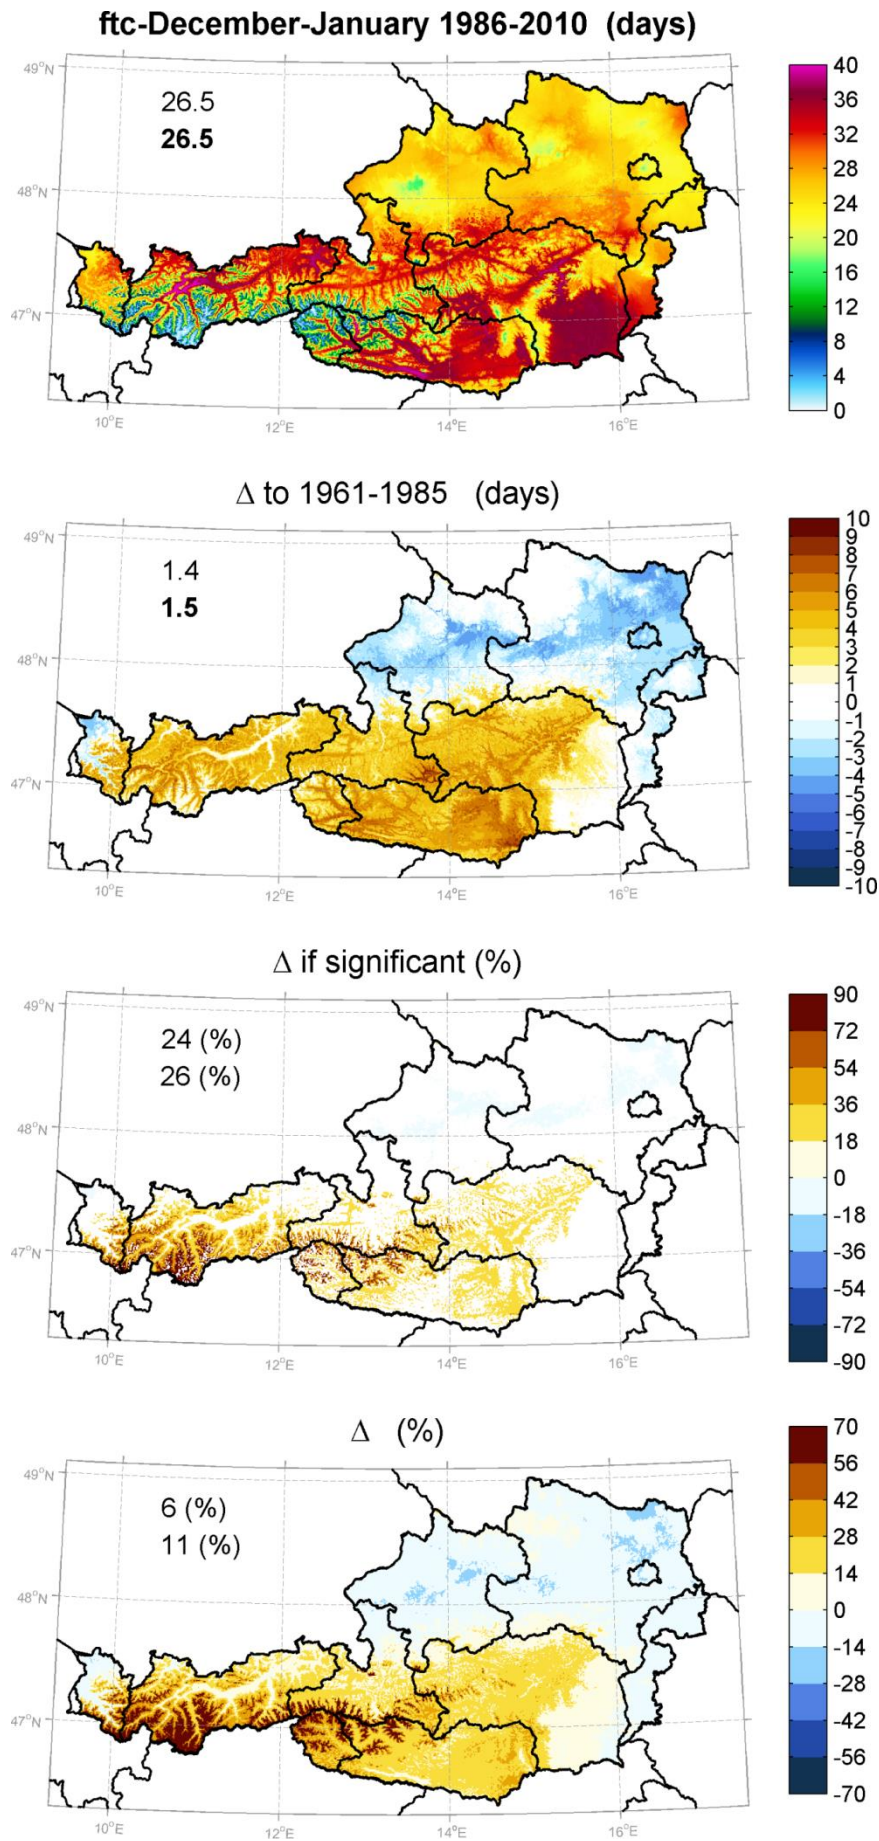 ftc-December-January 1986-2010 (days)
49°N
48°N
47°N
26.5
26.5
10°E
12°E
14°E
16°E
40
36
32
28
24
20
16
12
8
4
0
Δ to 1961-1985 (days)
49°N
48°N
47°N
1.4
1.5
10°E
12°E
14°E
16°E
10
9
8
7
6
5
4
3
2
1
0
-1
-2
-3
-4
-5
-6
-7
-8
-9
-10
Δ if significant (%)
49°N
48°N
47°N
24 (%)
26 (%)
10°E
12°E
14°E
16°E
90
72
54
36
18
0
-18
-36
-54
-72
-90
Δ (%)
49°N
48°N
47°N
6 (%)
11 (%)
10°E
12°E
14°E
16°E
70
56
42
28
14
0
-14
-28
-42
-56
-70